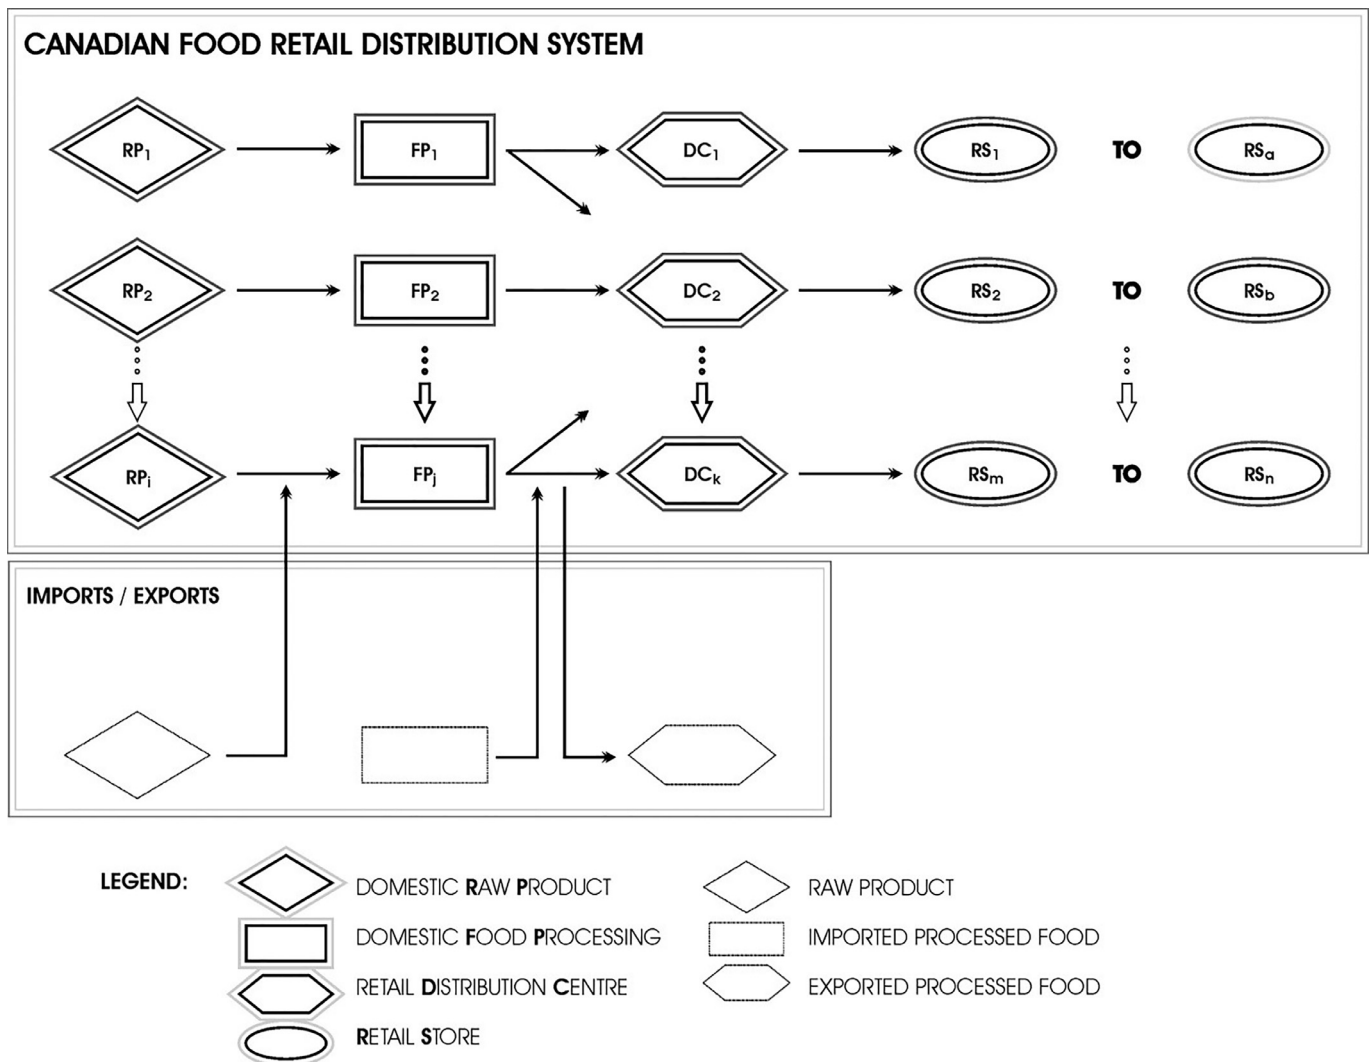 CANADIAN FOOD RETAIL DISTRIBUTION SYSTEM
RP1 FP1 DC1 RS1 TO RSa
RP2 FP2 DC2 RS2 TO RSb
RPi FPj DCk RSm TO RSn
IMPORTS / EXPORTS
LEGEND:
DOMESTIC RAW PRODUCT
DOMESTIC FOOD PROCESSING
RETAIL DISTRIBUTION CENTRE
RETAIL STORE
RAW PRODUCT
IMPORTED PROCESSED FOOD
EXPORTED PROCESSED FOOD